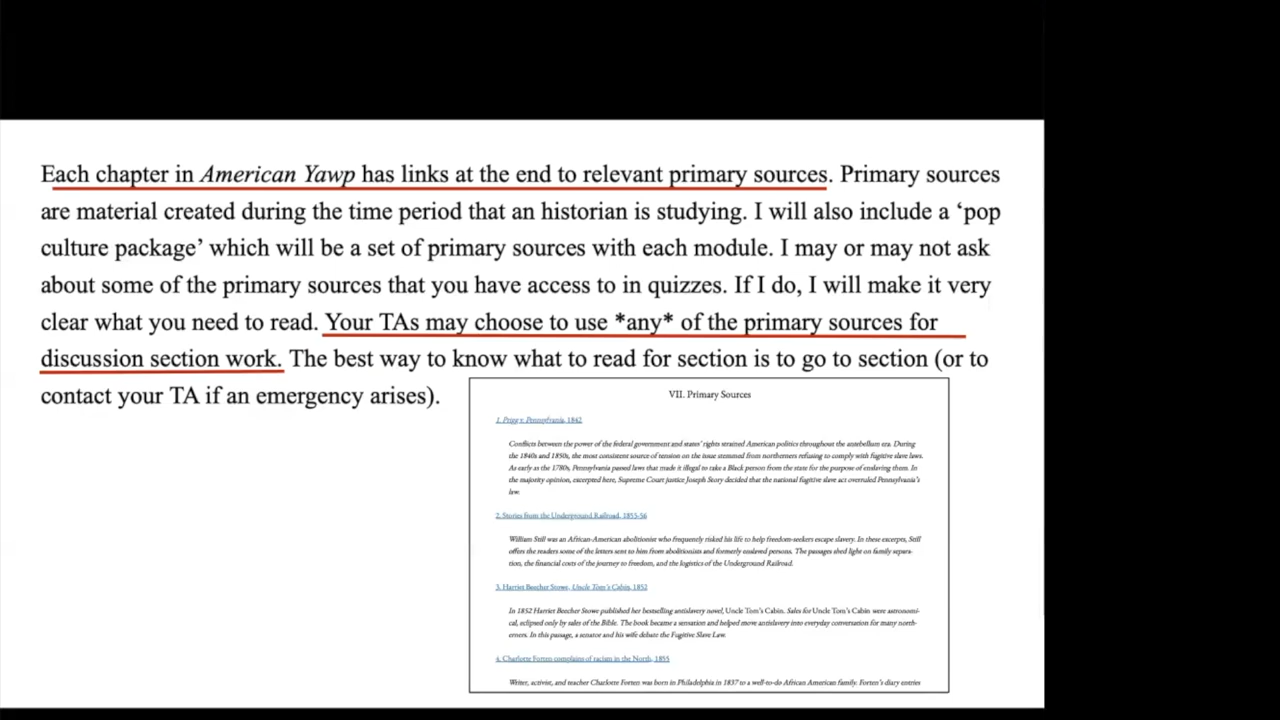 Each chapter in American Yawp has links at the end to relevant primary sources. Primary sources
are material created during the time period that an historian is studying. I will also include a ‘pop
culture package’ which will be a set of primary sources with each module. I may or may not ask
about some of the primary sources that you have access to in quizzes. If I do, I will make it very
clear what you need to read. Your TAs may choose to use *any* of the primary sources for
discussion section work. The best way to know what to read for section is to go to section (or to
contact your TA if an emergency arises).
VII. Primary Sources
1. Prigg v. Pennsylvania, 1842
Conflicts between the power of the federal government and states’ rights strained American politics throughout the antebellum era. During
the 1840s and 1850s, the most consistent source of tension on the issue stemmed from northerners refusing to comply with fugitive slave laws.
As early as the 1780s, Pennsylvania passed laws that made it illegal to take a Black person from the state for the purpose of enslaving them. In
the majority opinion, excerpted here, Supreme Court justice Joseph Story decided that the national fugitive slave act overruled Pennsylvania’s
law.
2. Stories from the Underground Railroad, 1855-56
William Still was an African-American abolitionist who frequently risked his life to help freedom-seekers escape slavery. In these excerpts, Still
offers the readers some of the letters sent to him from abolitionists and formerly enslaved persons. The passages shed light on family separa-
tion, the financial costs of the journey to freedom, and the logistics of the Underground Railroad.
3. Harriet Beecher Stowe, Uncle Tom’s Cabin, 1852
In 1852 Harriet Beecher Stowe published her bestselling antislavery novel, Uncle Tom’s Cabin. Sales for Uncle Tom’s Cabin were astronomi-
cal, eclipsed only by sales of the Bible. The book became a sensation and helped move antislavery into everyday conversation for many north-
erners. In this passage, a senator and his wife debate the Fugitive Slave Law.
4. Charlotte Forten complains of racism in the North, 1855
Writer, activist, and teacher Charlotte Forten was born in Philadelphia in 1837 to a well-to-do African American family. Forten’s diary entries